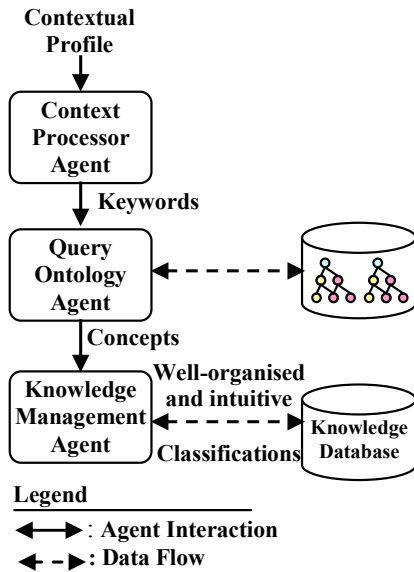 Contextual
Profile
Context
Processor
Agent
Keywords
Query
Ontology
Agent
Concepts
Knowledge
Management
Agent
Well-organised
and intuitive
Classifications
Knowledge
Database
Legend
: Agent Interaction
: Data Flow